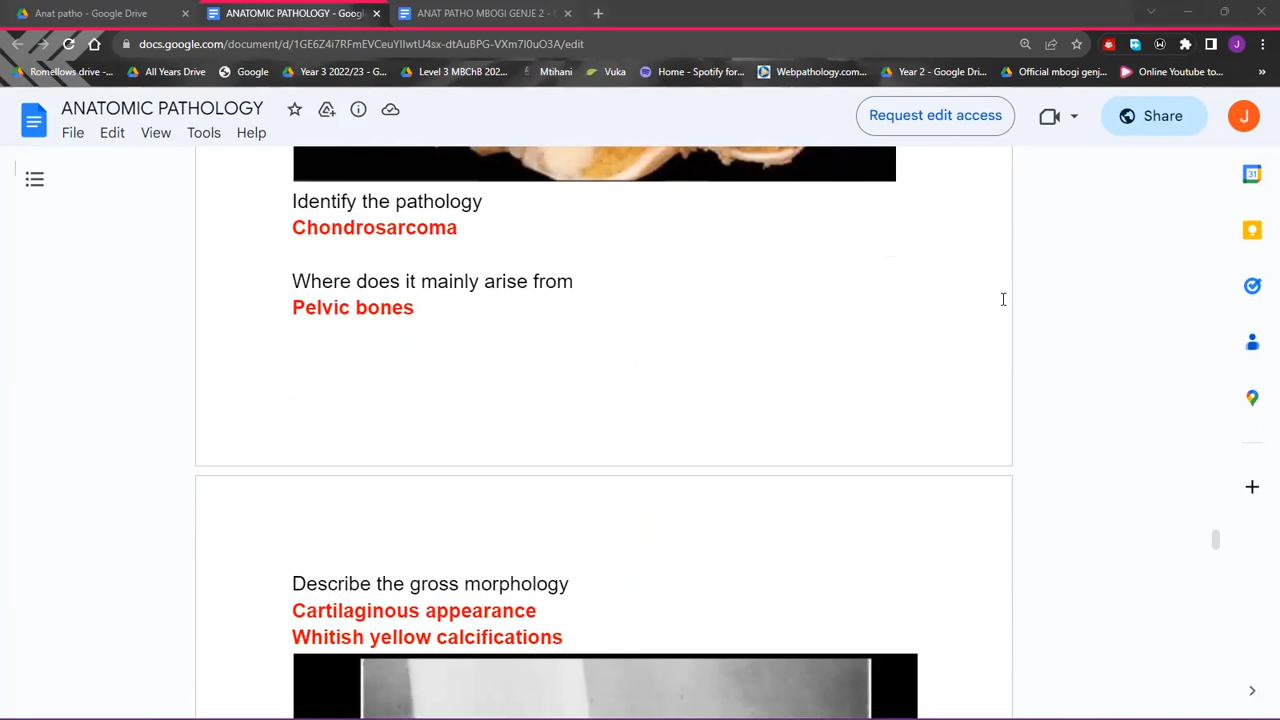 Anat patho - Google Drive
ANATOMIC PATHOLOGY - Googl
ANAT PATHO MBOGI GENJE 2 -
docs.google.com/document/d/1GE6Z4i7RFmEVCeuYIIwtU4sx-dtAuBPG-VXm7I0uO3A/edit
J
Romellows drive -...
All Years Drive
Google
Year 3 2022/23 - G...
Level 3 MBChB 202...
Mtihani
Vuka
Home - Spotify for...
Webpathology.com...
Year 2 - Google Dri...
Official mbogi genj...
Online Youtube to...
»
ANATOMIC PATHOLOGY
File Edit View Tools Help
Request edit access
Share
J
31
Identify the pathology
Chondrosarcoma
Where does it mainly arise from
Pelvic bones
Describe the gross morphology
Cartilaginous appearance
Whitish yellow calcifications